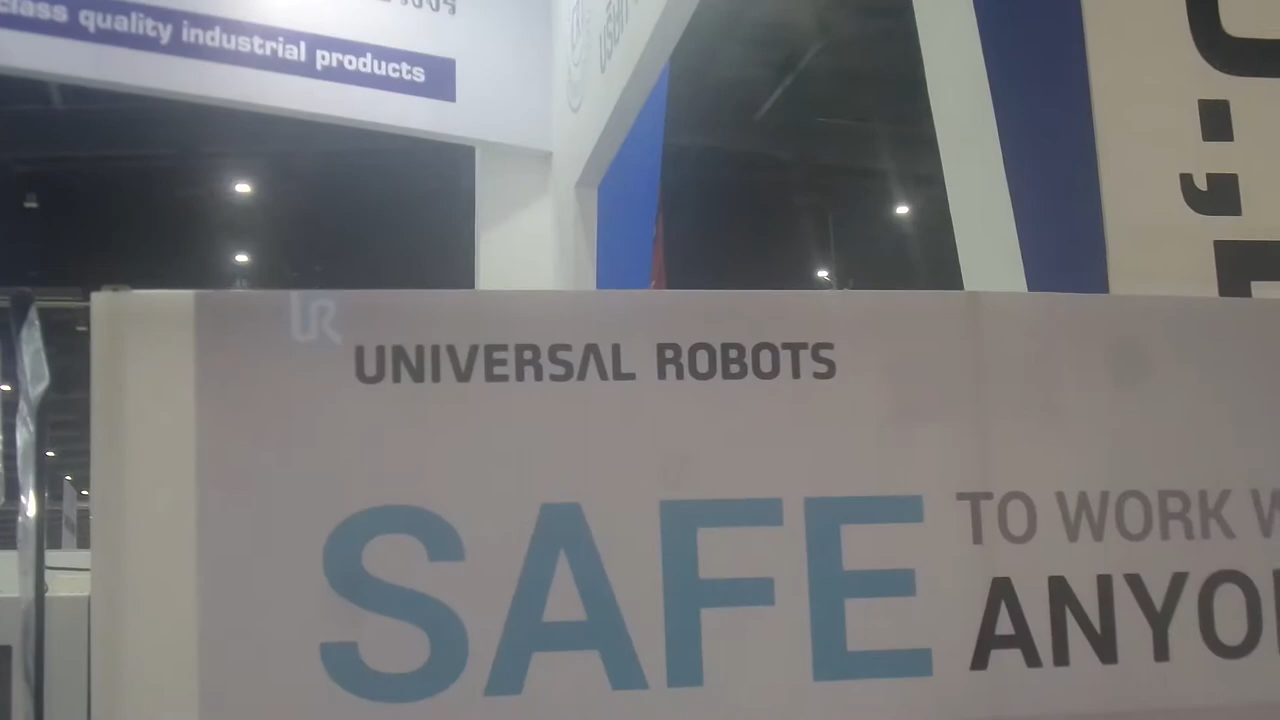 class quality industrial products
UR
UNIVERSAL ROBOTS
SAFE
TO WORK W
ANYO